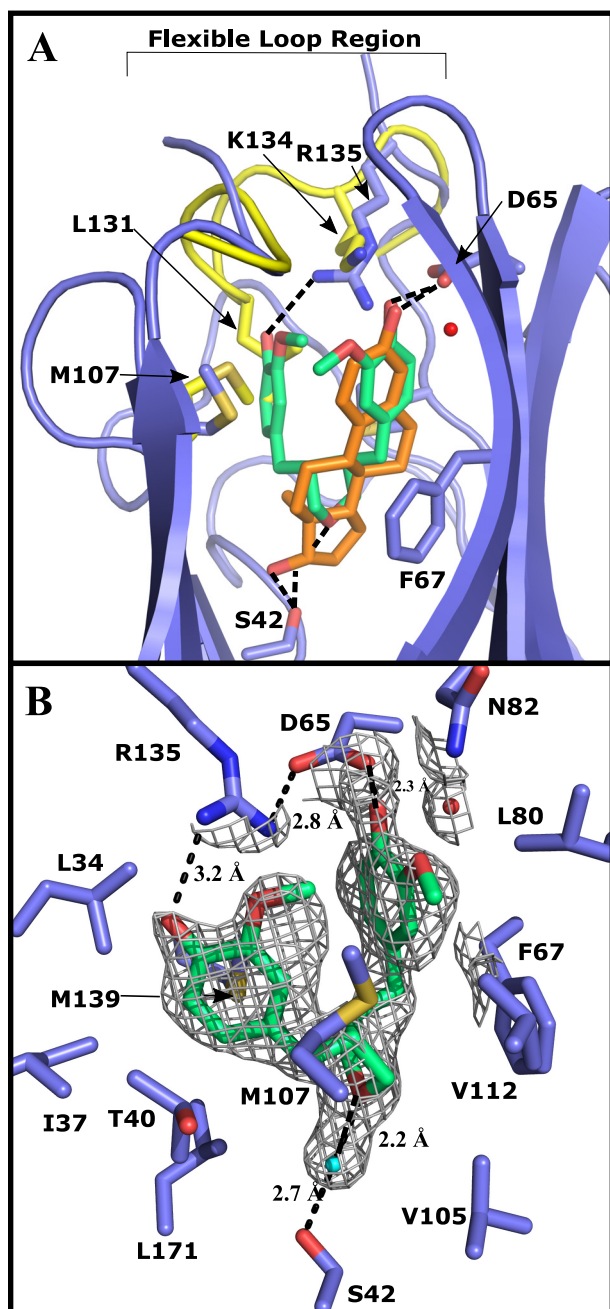 Flexible Loop Region
A
K134
R135
D65
L131
M107
F67
S42
B
N82
D65
R135
2.3 Å
L80
2.8 Å
3.2 Å
L34
F67
M139
M107
V112
I37
T40
2.2 Å
2.7 Å
V105
L171
S42